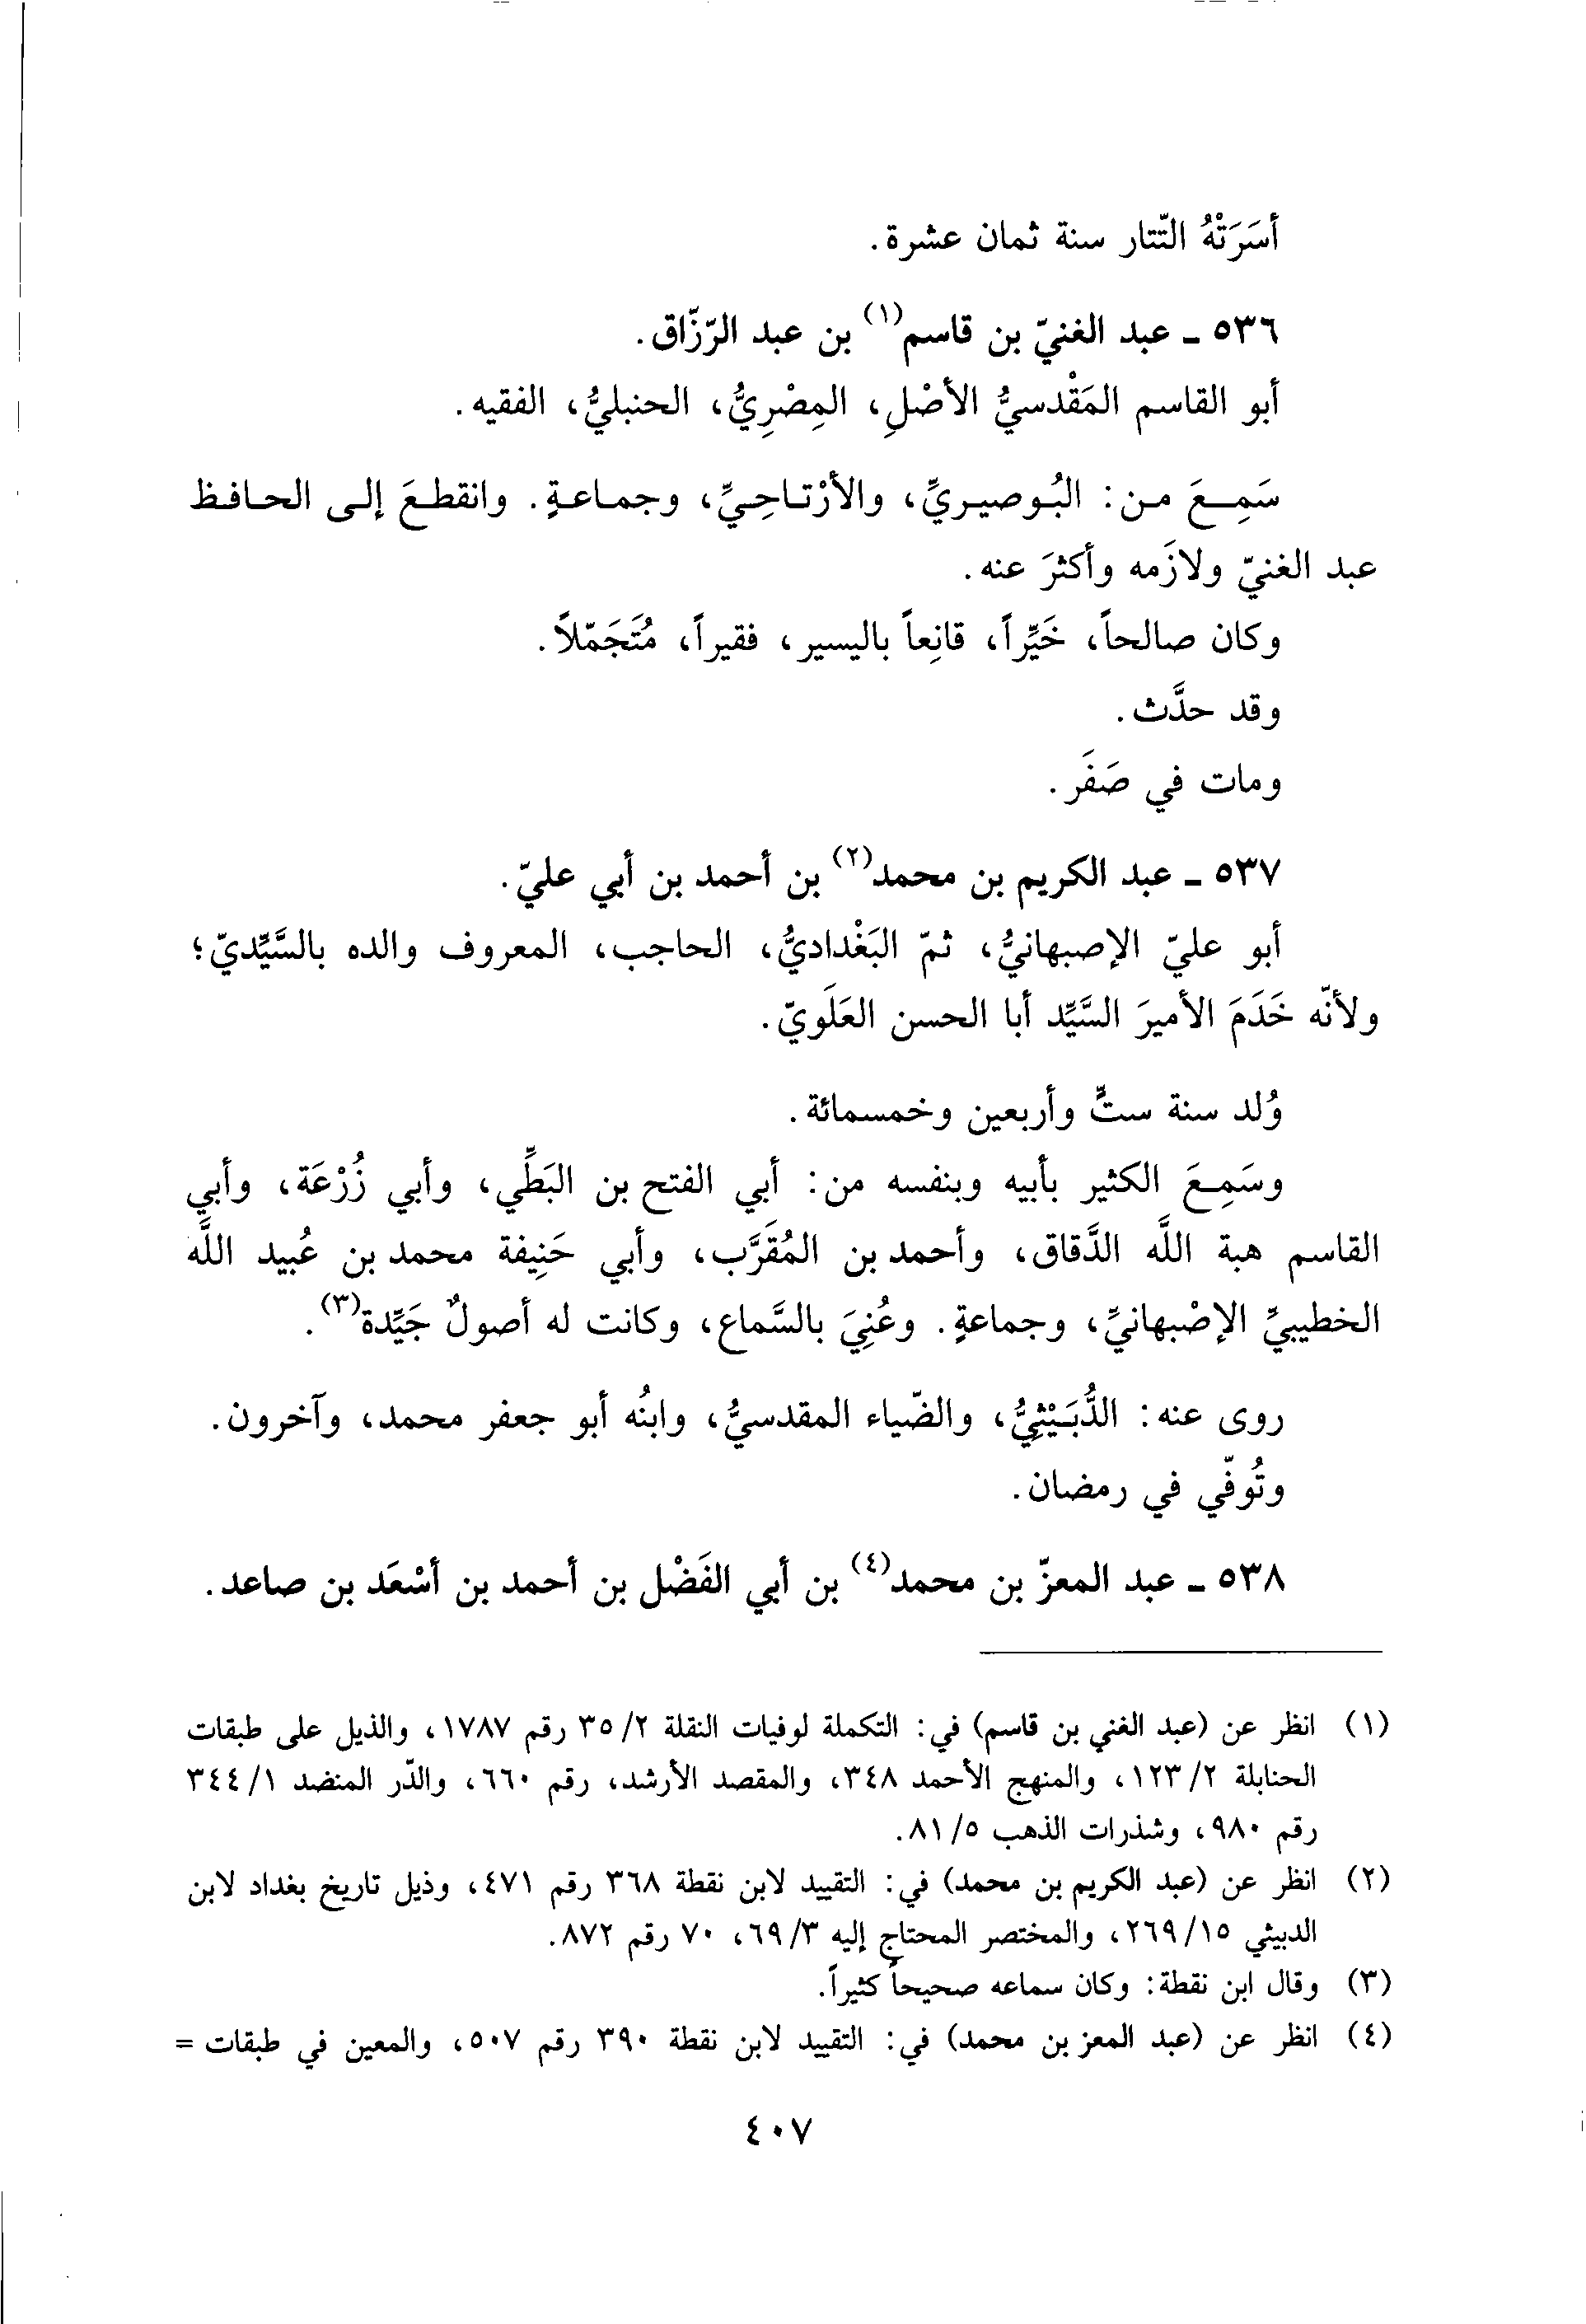 أسَرَتْهُ التّتار سنة ثمان عشرة.
٥٣٦ ـ عبد الغنيّ بن قاسم(١) بن عبد الرّزّاق.
أبو القاسم المَقْدسيُّ الأصْلِ، المِصْرِيُّ، الحنبليُّ، الفقيه.
سَمِعَ من: البُوصيريِّ، والأرْتاحِيِّ، وجماعةٍ. وانقطعَ إلى الحافظ
عبد الغنيّ ولازَمه وأكثرَ عنه.
وكان صالحاً، خَيِّراً، قانِعاً باليسير، فقيراً، مُتَجَمّلاً.
وقد حدَّث.
ومات في صَفَر.
٥٣٧ ـ عبد الكريم بن محمد(٢) بن أحمد بن أبي عليّ.
أبو عليّ الإصبهانيُّ، ثمّ البَغْداديُّ، الحاجب، المعروف والده بالسَّيِّديّ؛
ولأنّه خَدَمَ الأميرَ السَّيِّد أبا الحسن العَلَويّ.
وُلد سنة ستٍّ وأربعين وخمسمائة.
وسَمِعَ الكثير بأبيه وبنفسه من: أبي الفتح بن البَطِّي، وأبي زُرْعَة، وأبي
القاسم هبة اللَّه الدَّقاق، وأحمد بن المُقَرَّب، وأبي حَنِيفة محمد بن عُبيد اللَّه
الخطيبيِّ الإصْبهانيِّ، وجماعةٍ. وعُنِيَ بالسَّماع، وكانت له أصولٌ جَيِّدة(٣).
روى عنه: الدُّبَيْثِيُّ، والضّياء المقدسيُّ، وابنُه أبو جعفر محمد، وآخرون.
وتُوفّي في رمضان.
٥٣٨ ـ عبد المعزّ بن محمد(٤) بن أبي الفَضْل بن أحمد بن أسْعَد بن صاعد.
(١) انظر عن (عبد الغني بن قاسم) في: التكملة لوفيات النقلة ٢/ ٣٥ رقم ١٧٨٧، والذيل على طبقات
الحنابلة ٢/ ١٢٣، والمنهج الأحمد ٣٤٨، والمقصد الأرشد، رقم ٦٦٠، والدّر المنضد ١/ ٣٤٤
رقم ٩٨٠، وشذرات الذهب ٥/ ٨١.
(٢) انظر عن (عبد الكريم بن محمد) في: التقييد لابن نقطة ٣٦٨ رقم ٤٧١، وذيل تاريخ بغداد لابن
الدبيثي ١٥/ ٢٦٩، والمختصر المحتاج إليه ٣/ ٦٩، ٧٠ رقم ٨٧٢.
(٣) وقال ابن نقطة: وكان سماعه صحيحاً كثيراً.
(٤) انظر عن (عبد المعز بن محمد) في: التقييد لابن نقطة ٣٩٠ رقم ٥٠٧، والمعين في طبقات =
٤٠٧